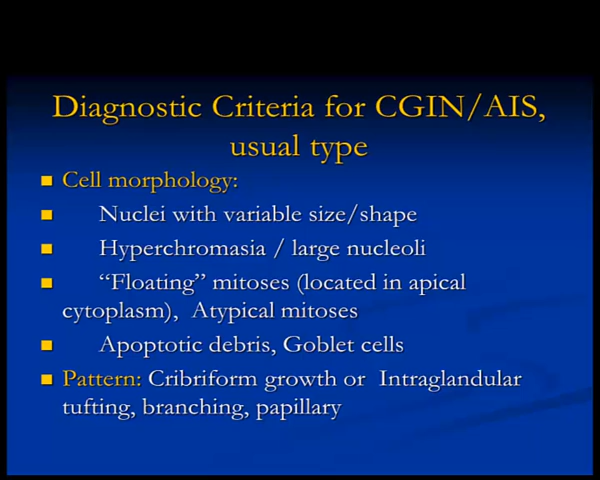 Diagnostic Criteria for CGIN/AIS,
usual type
Cell morphology:
Nuclei with variable size/shape
Hyperchromasia / large nucleoli
“Floating” mitoses (located in apical
cytoplasm), Atypical mitoses
Apoptotic debris, Goblet cells
Pattern: Cribriform growth or Intraglandular
tufting, branching, papillary